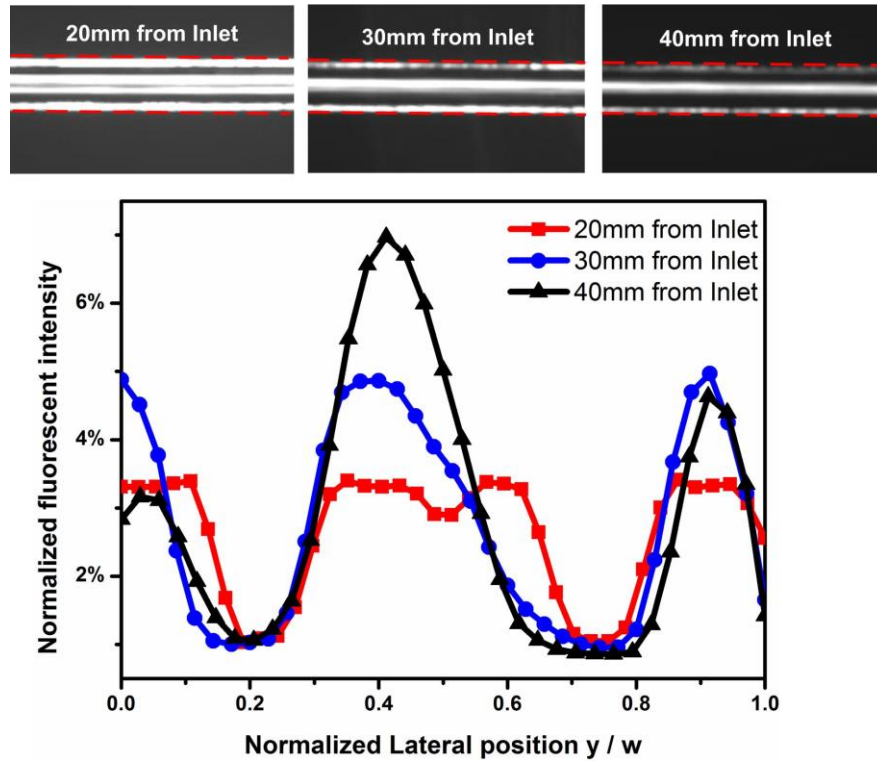 20mm from Inlet
30mm from Inlet
40mm from Inlet
20mm from Inlet
30mm from Inlet
40mm from Inlet
Normalized fluorescent intensity
6%
4%
2%
0.0 0.2 0.4 0.6 0.8 1.0
Normalized Lateral position y / w